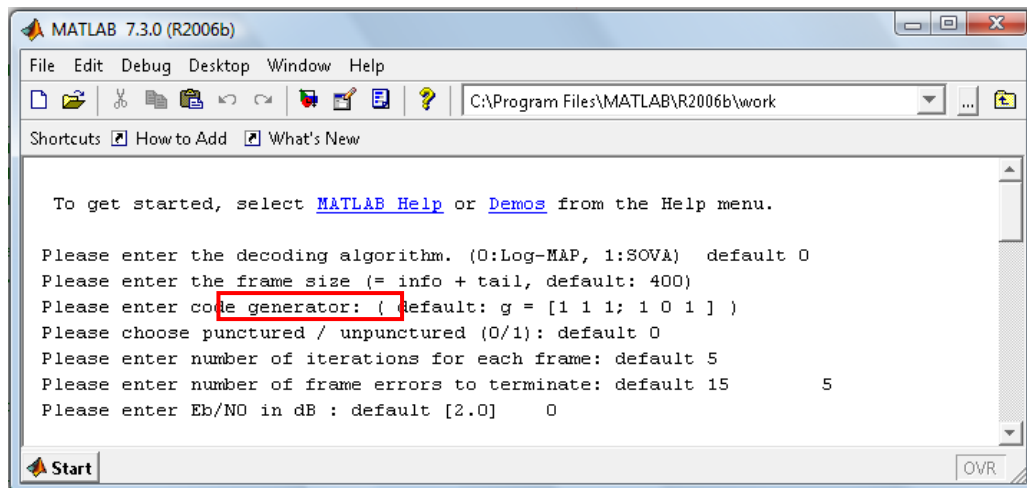 MATLAB 7.3.0 (R2006b)
File Edit Debug Desktop Window Help
C:\Program Files\MATLAB\R2006b\work
...
Shortcuts How to Add What's New
To get started, select MATLAB Help or Demos from the Help menu.
Please enter the decoding algorithm. (0:Log-MAP, 1:SOVA) default 0
Please enter the frame size (= info + tail, default: 400)
Please enter code generator: ( default: g = [1 1 1; 1 0 1 ] )
Please choose punctured / unpunctured (0/1): default 0
Please enter number of iterations for each frame: default 5
Please enter number of frame errors to terminate: default 15 5
Please enter Eb/N0 in dB : default [2.0] 0
Start
OVR